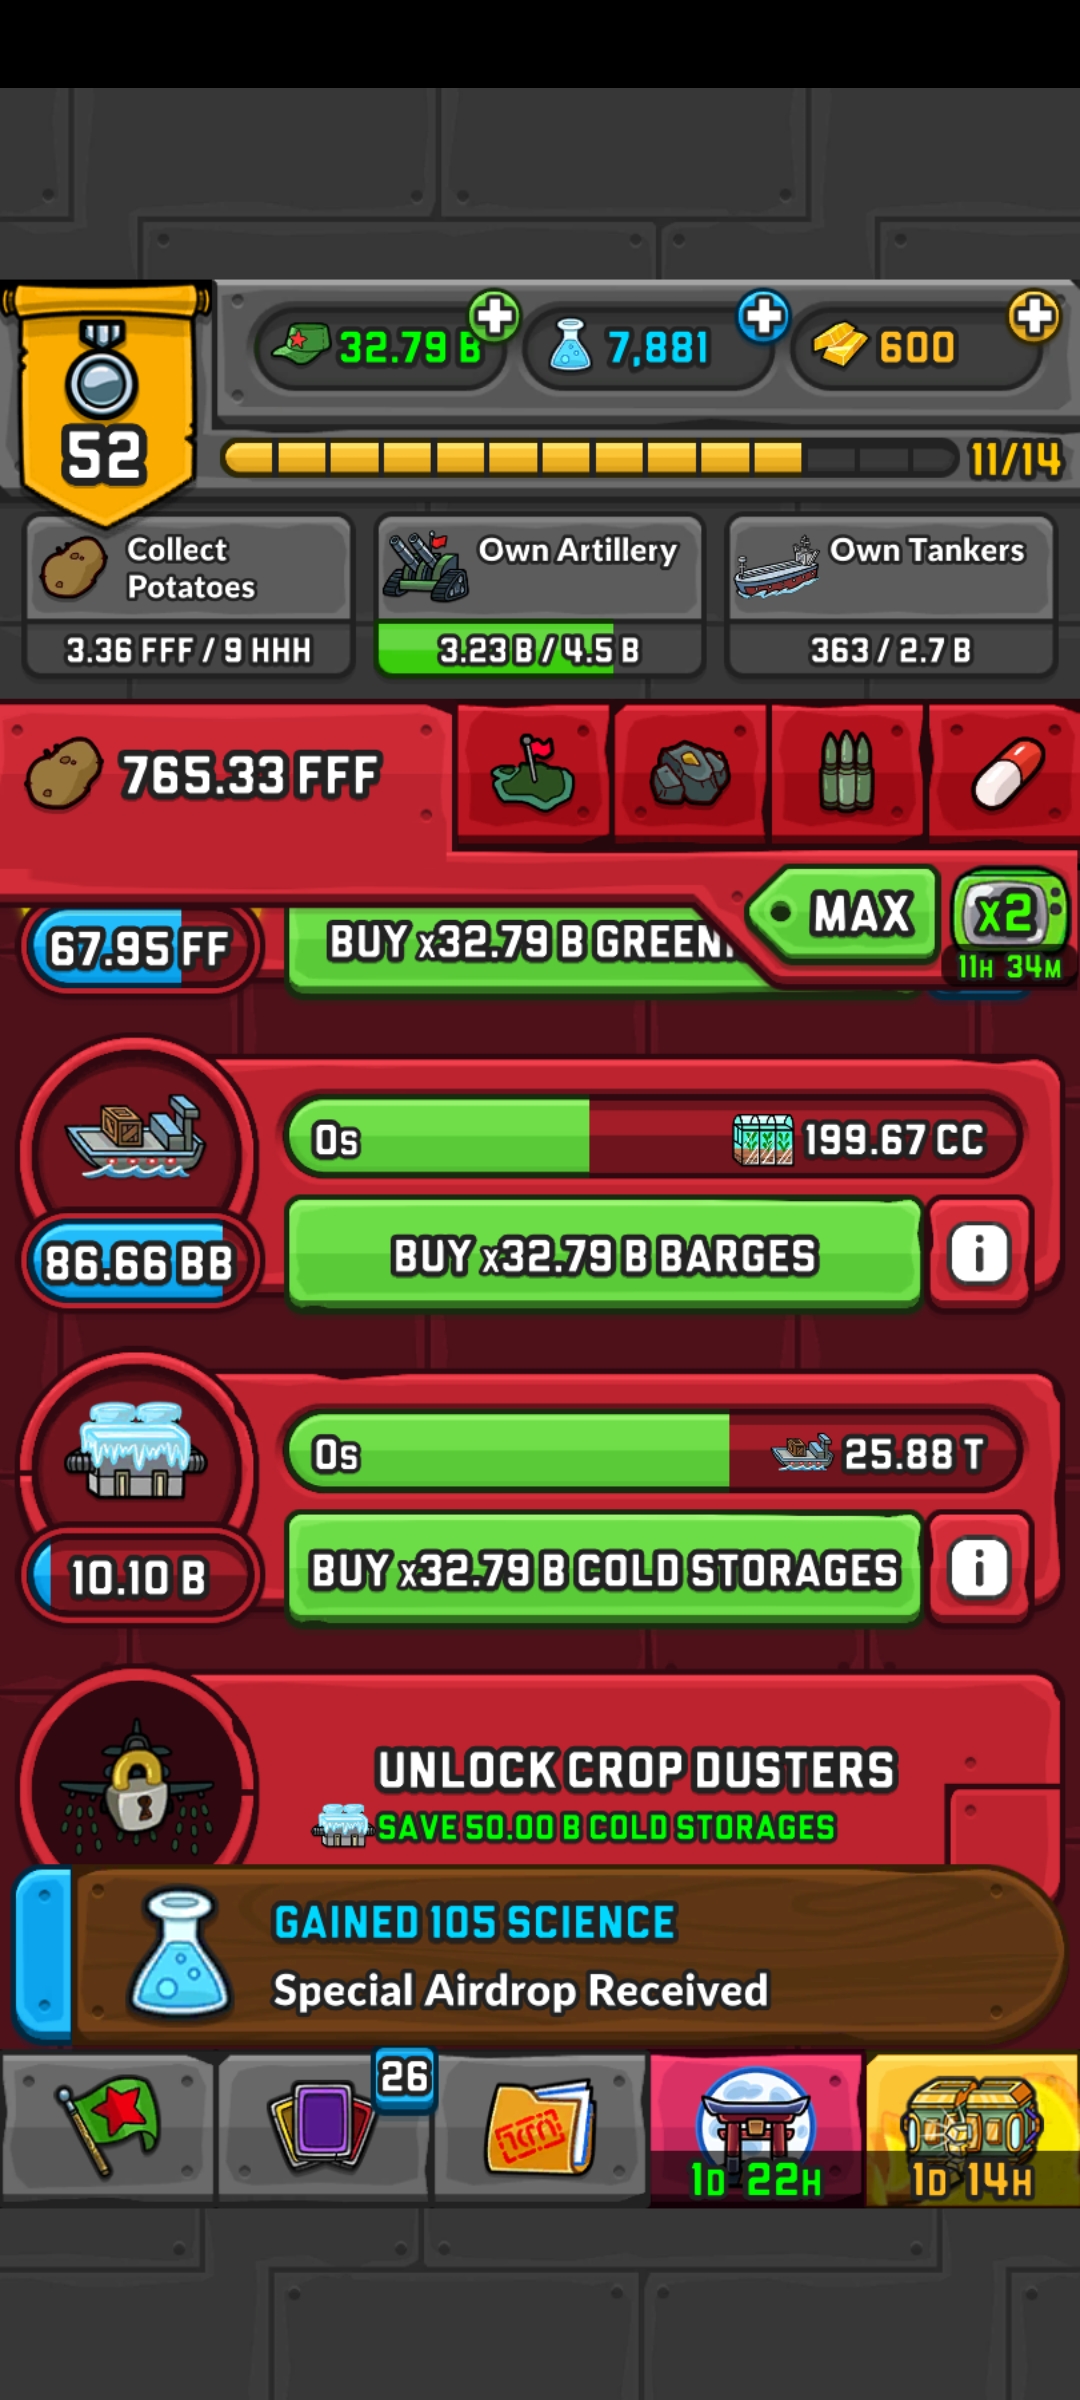 32.79 B
7,881
600
52
11/14
Collect
Potatoes
3.36 FFF / 9 HHH
Own Artillery
3.23 B / 4.5 B
Own Tankers
363 / 2.7 B
765.33 FFF
MAX
x2
11H 34M
67.95 FF
BUY x32.79 B
0s
199.67 CC
86.66 BB
BUY x32.79 B BARGES
i
0s
25.88 T
10.10 B
BUY x32.79 B COLD STORAGES
i
UNLOCK CROP DUSTERS
SAVE 50.00 B COLD STORAGES
GAINED 105 SCIENCE
Special Airdrop Received
26
1D 22H
1D 14H